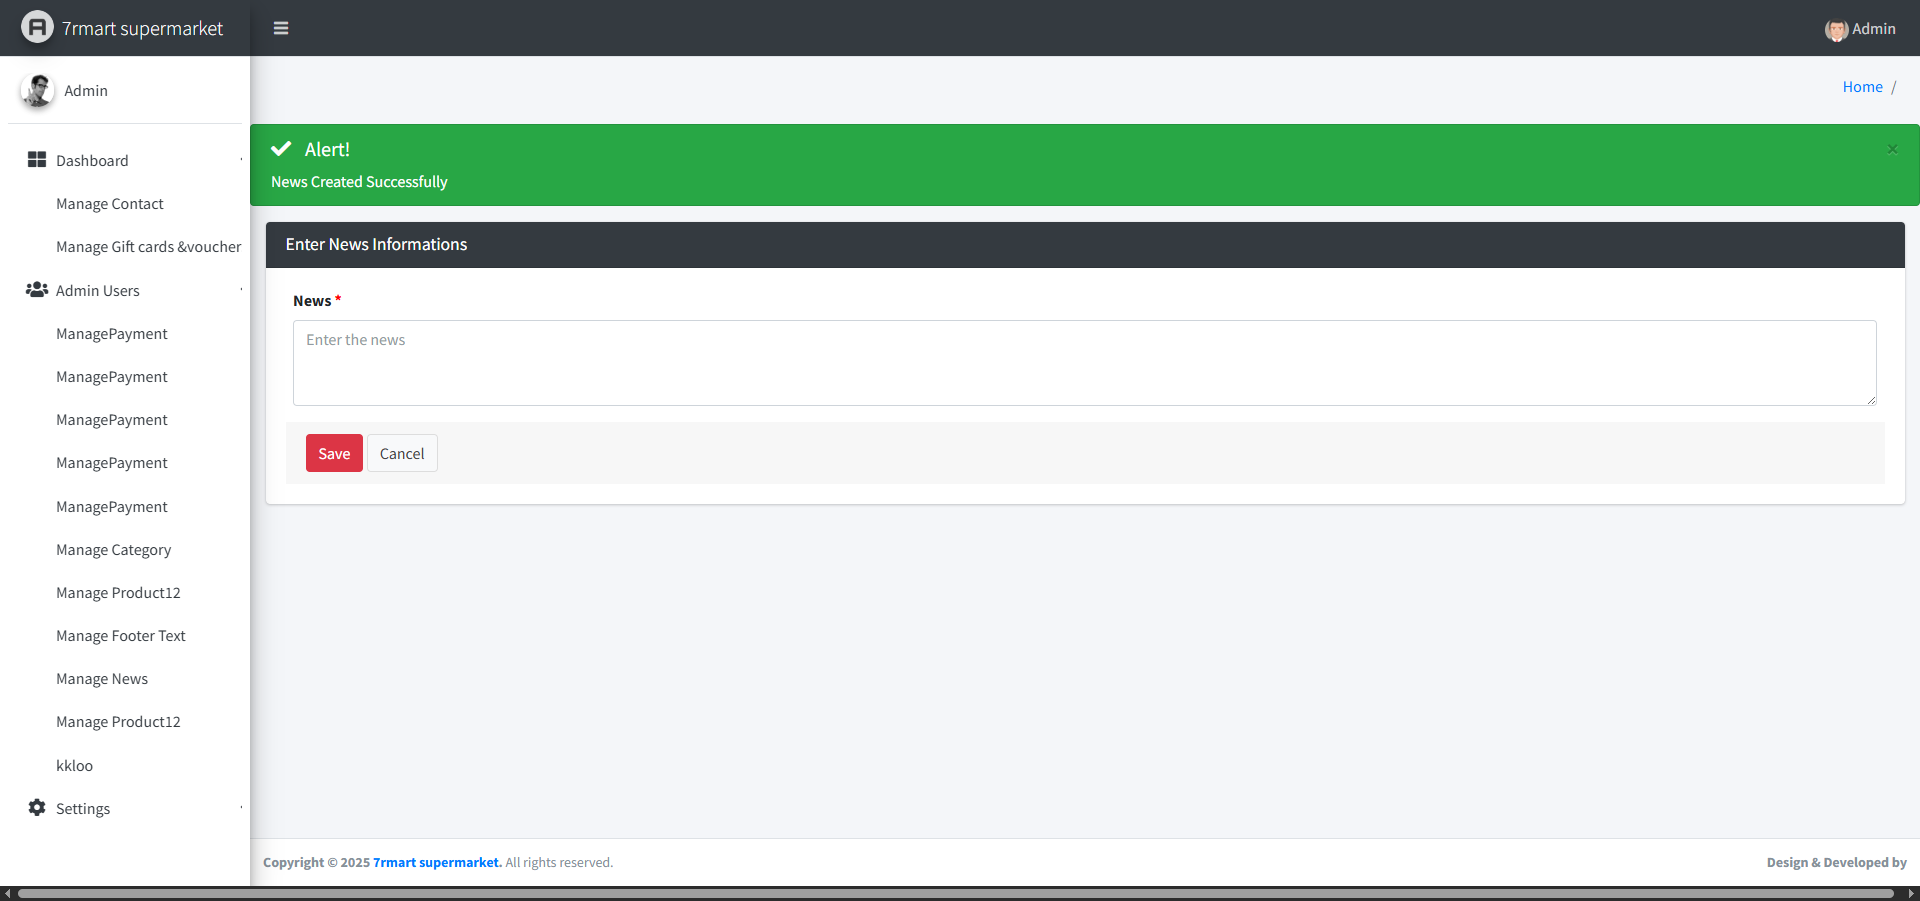 7rmart supermarket
Admin
Admin
Home /
Dashboard
Manage Contact
Manage Gift cards &voucher
Admin Users
ManagePayment
ManagePayment
ManagePayment
ManagePayment
ManagePayment
Manage Category
Manage Product12
Manage Footer Text
Manage News
Manage Product12
kkloo
Settings
Alert!
×
News Created Successfully
Enter News Informations
News *
Enter the news
Save
Cancel
Copyright © 2025 7rmart supermarket. All rights reserved.
Design & Developed by